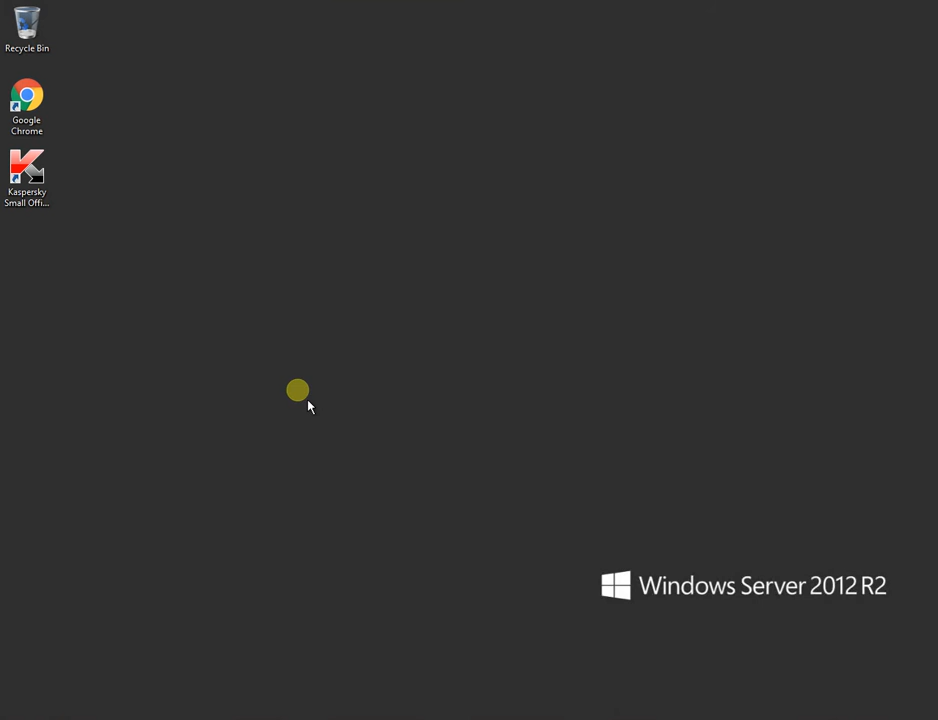 Recycle Bin
Google
Chrome
Kaspersky
Small Offi...
Windows Server 2012 R2